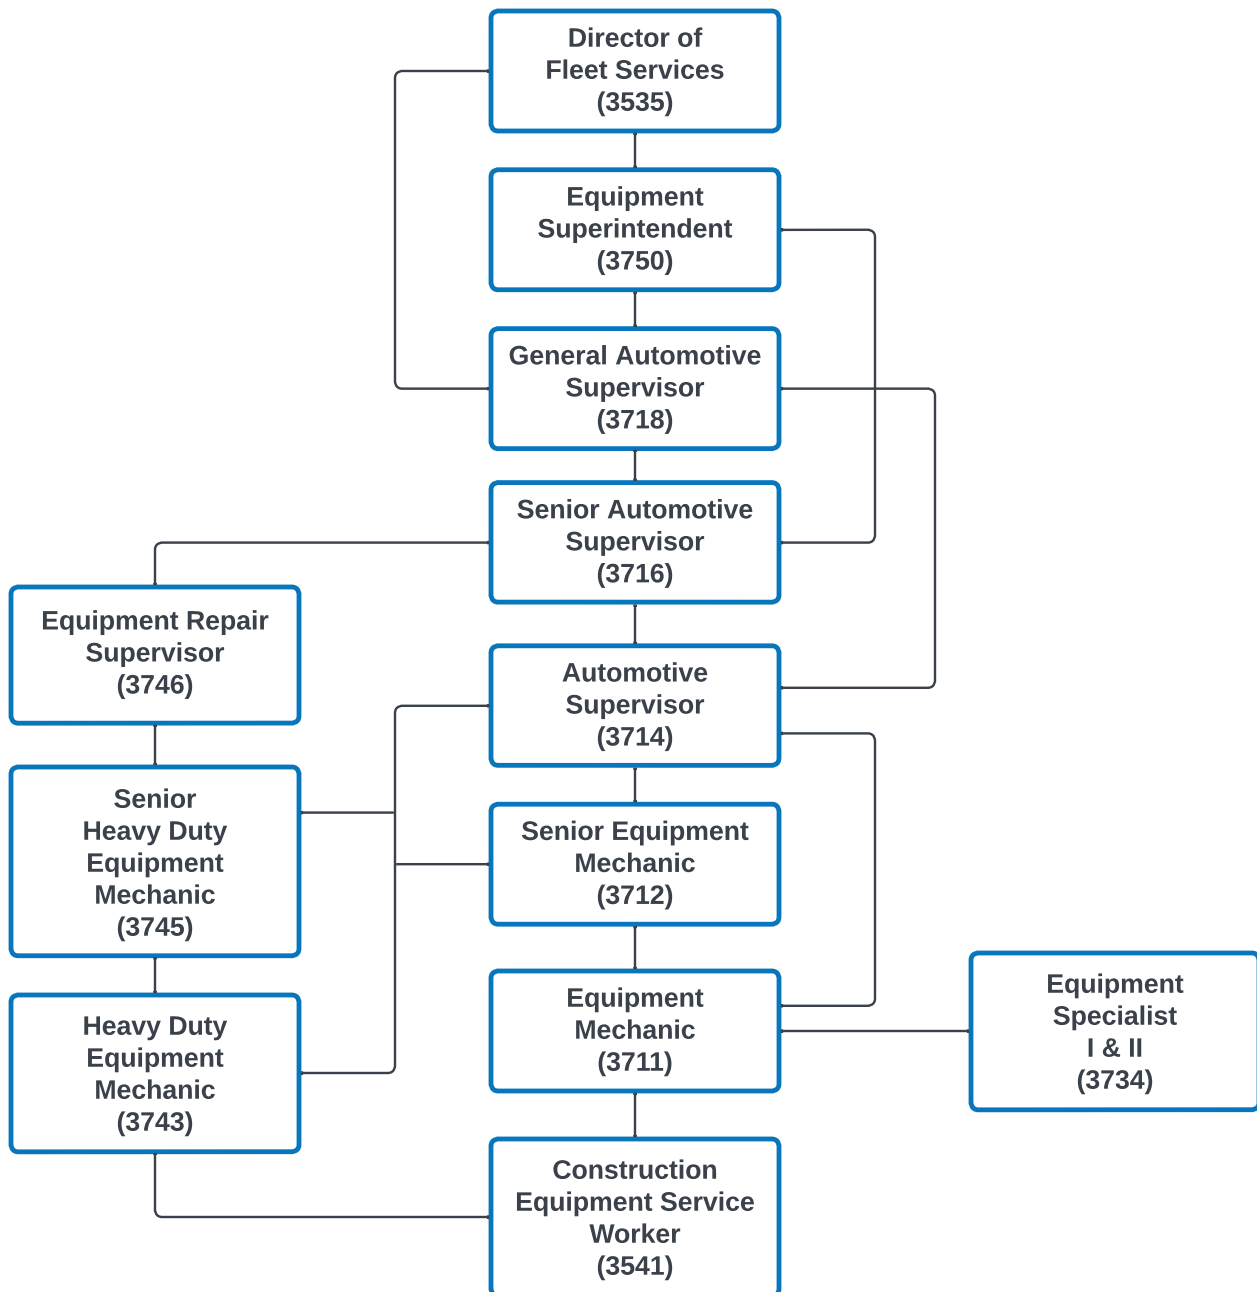 Director of
Fleet Services
(3535)
Equipment
Superintendent
(3750)
General Automotive
Supervisor
(3718)
Senior Automotive
Supervisor
(3716)
Equipment Repair
Supervisor
(3746)
Automotive
Supervisor
(3714)
Senior
Heavy Duty
Equipment
Mechanic
(3745)
Senior Equipment
Mechanic
(3712)
Equipment
Mechanic
(3711)
Equipment
Specialist
I & II
(3734)
Heavy Duty
Equipment
Mechanic
(3743)
Construction
Equipment Service
Worker
(3541)